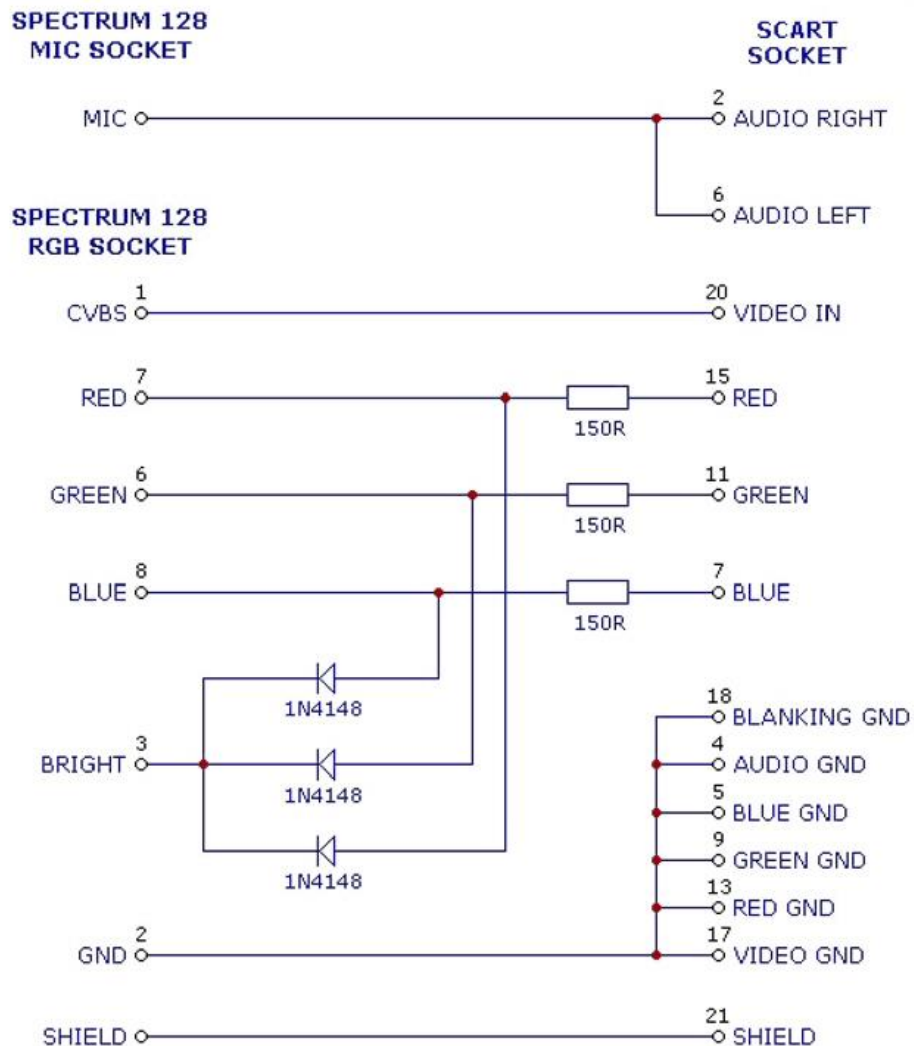 SPECTRUM 128
MIC SOCKET
SCART
SOCKET
MIC
2
AUDIO RIGHT
6
AUDIO LEFT
SPECTRUM 128
RGB SOCKET
CVBS
1
20
VIDEO IN
RED
7
150R
15
RED
GREEN
6
150R
11
GREEN
BLUE
8
150R
7
BLUE
1N4148
BRIGHT
3
1N4148
1N4148
18
BLANKING GND
4
AUDIO GND
5
BLUE GND
9
GREEN GND
13
RED GND
GND
2
17
VIDEO GND
SHIELD
21
SHIELD